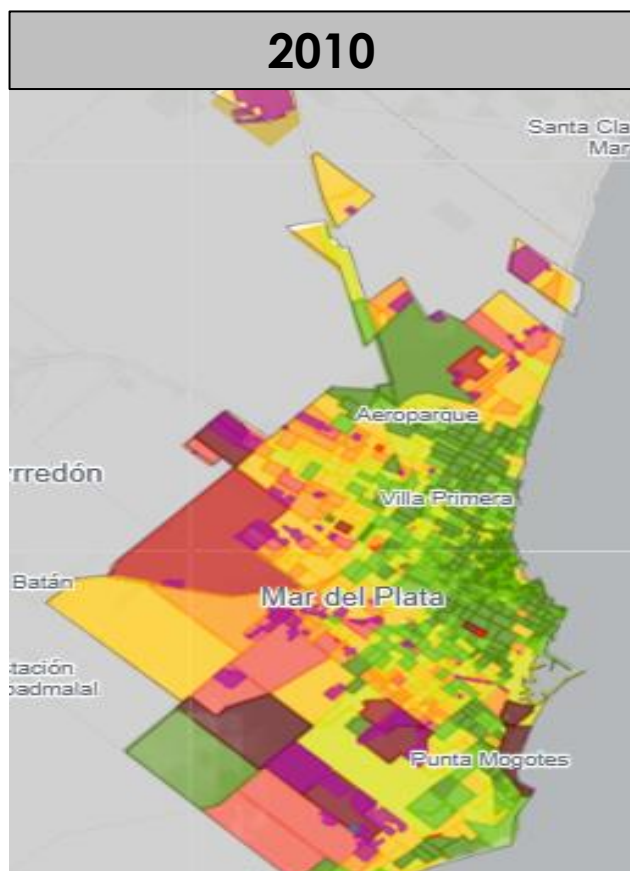 2010
Santa Cla
Mar
Aeroparque
rredón
Villa Primera
Batán
Mar del Plata
tación
padmalal
Punta Mogotes